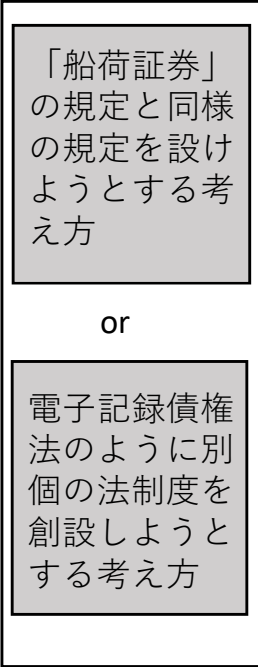 「船荷証券」
の規定と同様
の規定を設け
ようとする考
え方
or
電子記録債権
法のように別
個の法制度を
創設しようと
する考え方